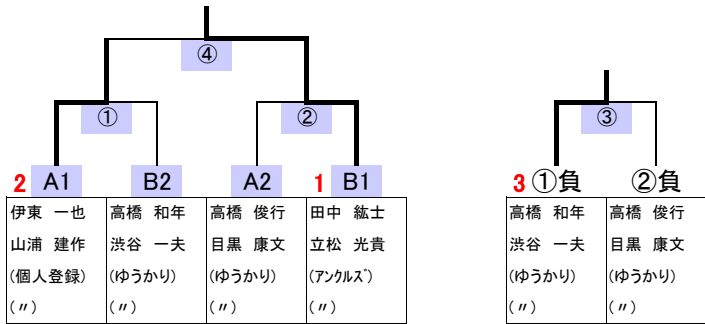 ④
① ② ③
2 A1 B2 A2 1 B1 3 ①負 ②負
伊東 一也 高橋 和年 高橋 俊行 田中 紘士 高橋 和年 高橋 俊行
山浦 建作 渋谷 一夫 目黒 康文 立松 光貴 渋谷 一夫 目黒 康文
(個人登録) (ゆうかり) (ゆうかり) (ｱﾝクルｽﾞ) (ゆうかり) (ゆうかり)
(〃) (〃) (〃) (〃) (〃) (〃)